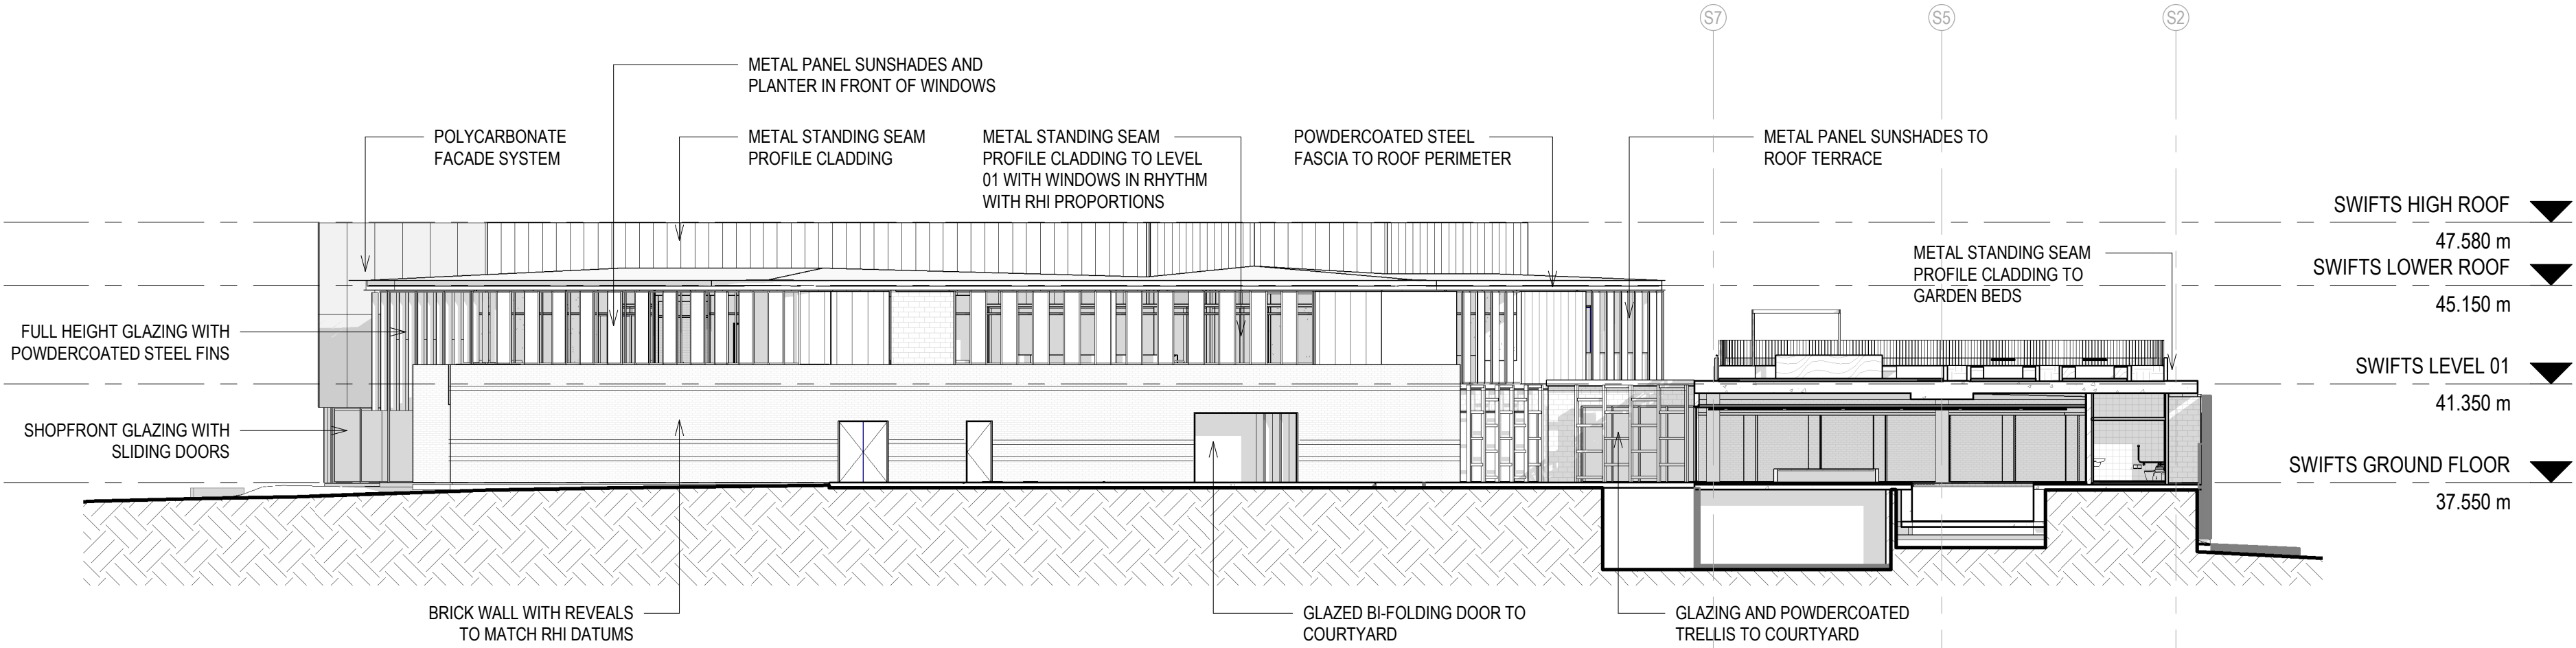 S7
S5
S2
METAL PANEL SUNSHADES AND
PLANTER IN FRONT OF WINDOWS
POLYCARBONATE
FACADE SYSTEM
METAL STANDING SEAM
PROFILE CLADDING
METAL STANDING SEAM
PROFILE CLADDING TO LEVEL
01 WITH WINDOWS IN RHYTHM
WITH RHI PROPORTIONS
POWDERCOATED STEEL
FASCIA TO ROOF PERIMETER
METAL PANEL SUNSHADES TO
ROOF TERRACE
SWIFTS HIGH ROOF
47.580 m
METAL STANDING SEAM
PROFILE CLADDING TO
GARDEN BEDS
SWIFTS LOWER ROOF
45.150 m
FULL HEIGHT GLAZING WITH
POWDERCOATED STEEL FINS
SWIFTS LEVEL 01
41.350 m
SHOPFRONT GLAZING WITH
SLIDING DOORS
SWIFTS GROUND FLOOR
37.550 m
BRICK WALL WITH REVEALS
TO MATCH RHI DATUMS
GLAZED BI-FOLDING DOOR TO
COURTYARD
GLAZING AND POWDERCOATED
TRELLIS TO COURTYARD